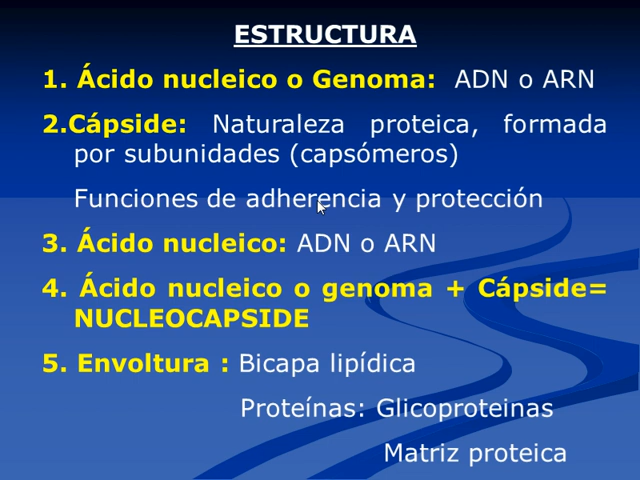 ESTRUCTURA
1. Ácido nucleico o Genoma: ADN o ARN
2.Cápside: Naturaleza proteica, formada
por subunidades (capsómeros)
Funciones de adherencia y protección
3. Ácido nucleico: ADN o ARN
4. Ácido nucleico o genoma + Cápside=
NUCLEOCAPSIDE
5. Envoltura : Bicapa lipídica
Proteínas: Glicoproteinas
Matriz proteica